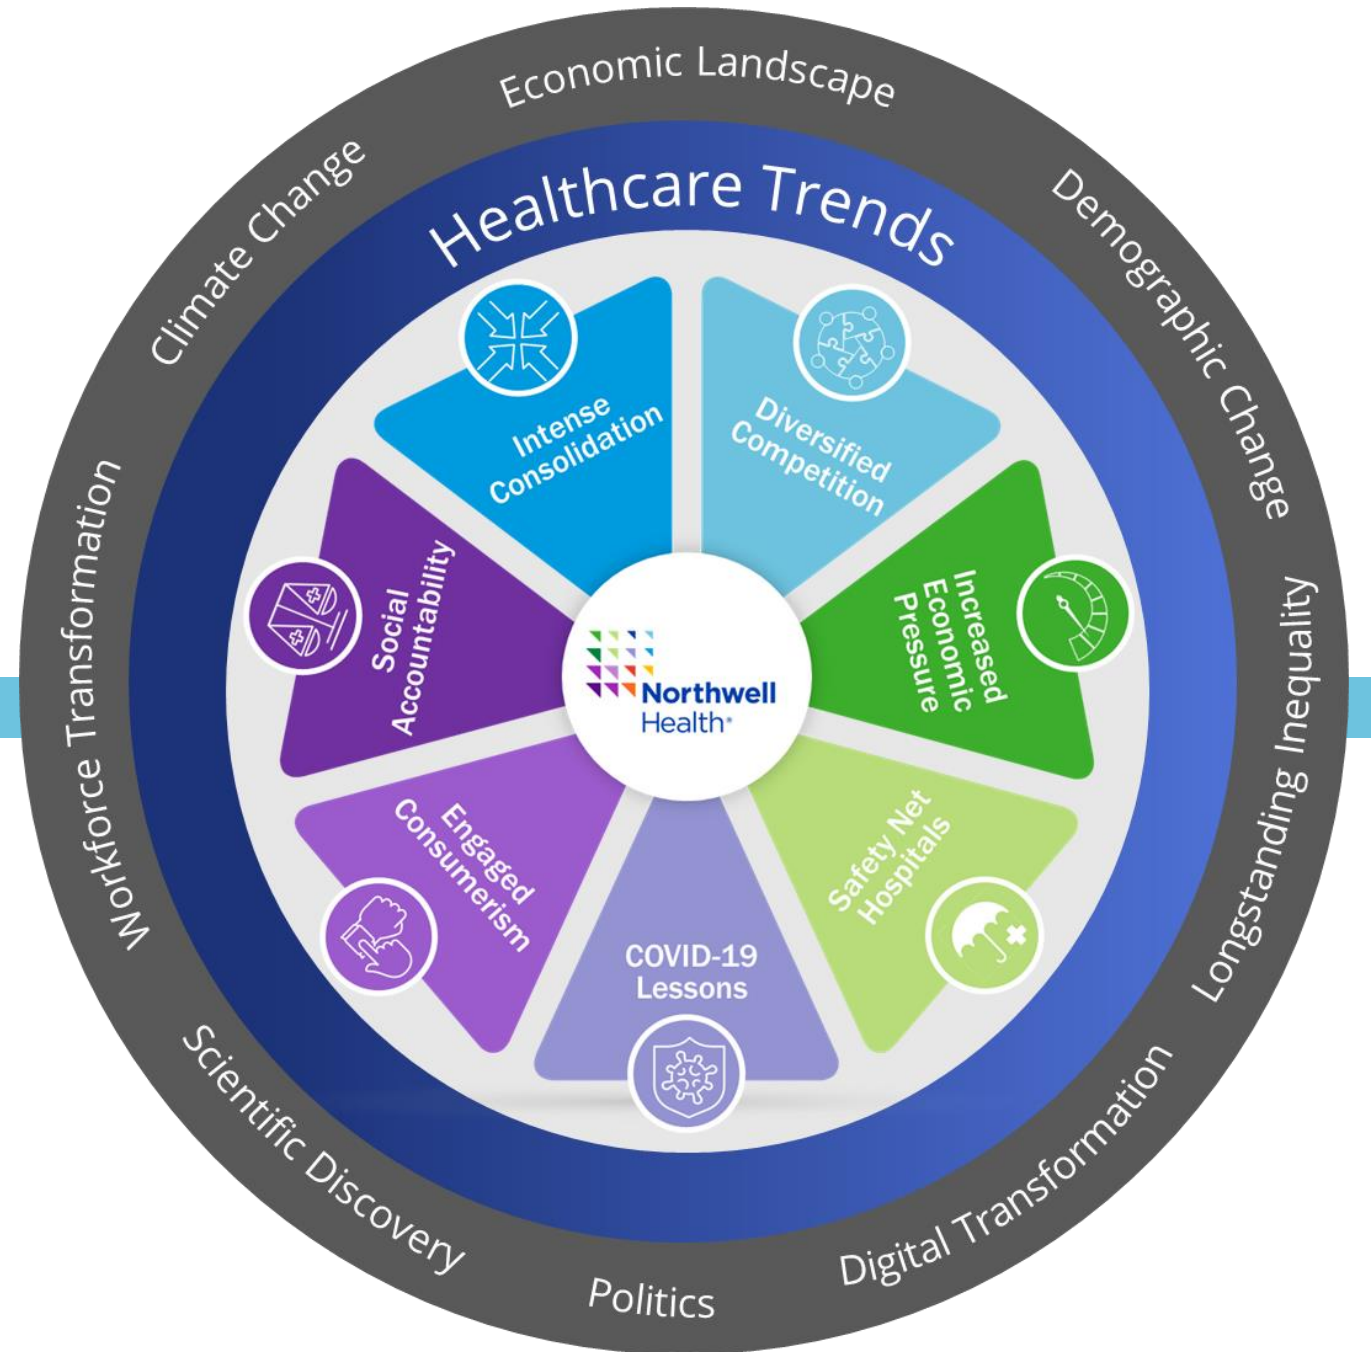 Economic Landscape
Demographic Change
Longstanding Inequality
Digital Transformation
Politics
Scientific Discovery
Workforce Transformation
Climate Change
Healthcare Trends
Intense
Consolidation
Diversified
Competition
Increased
Economic
Pressure
Safety Net
Hospitals
COVID-19
Lessons
Engaged
Consumerism
Social
Accountability
Northwell
Health®